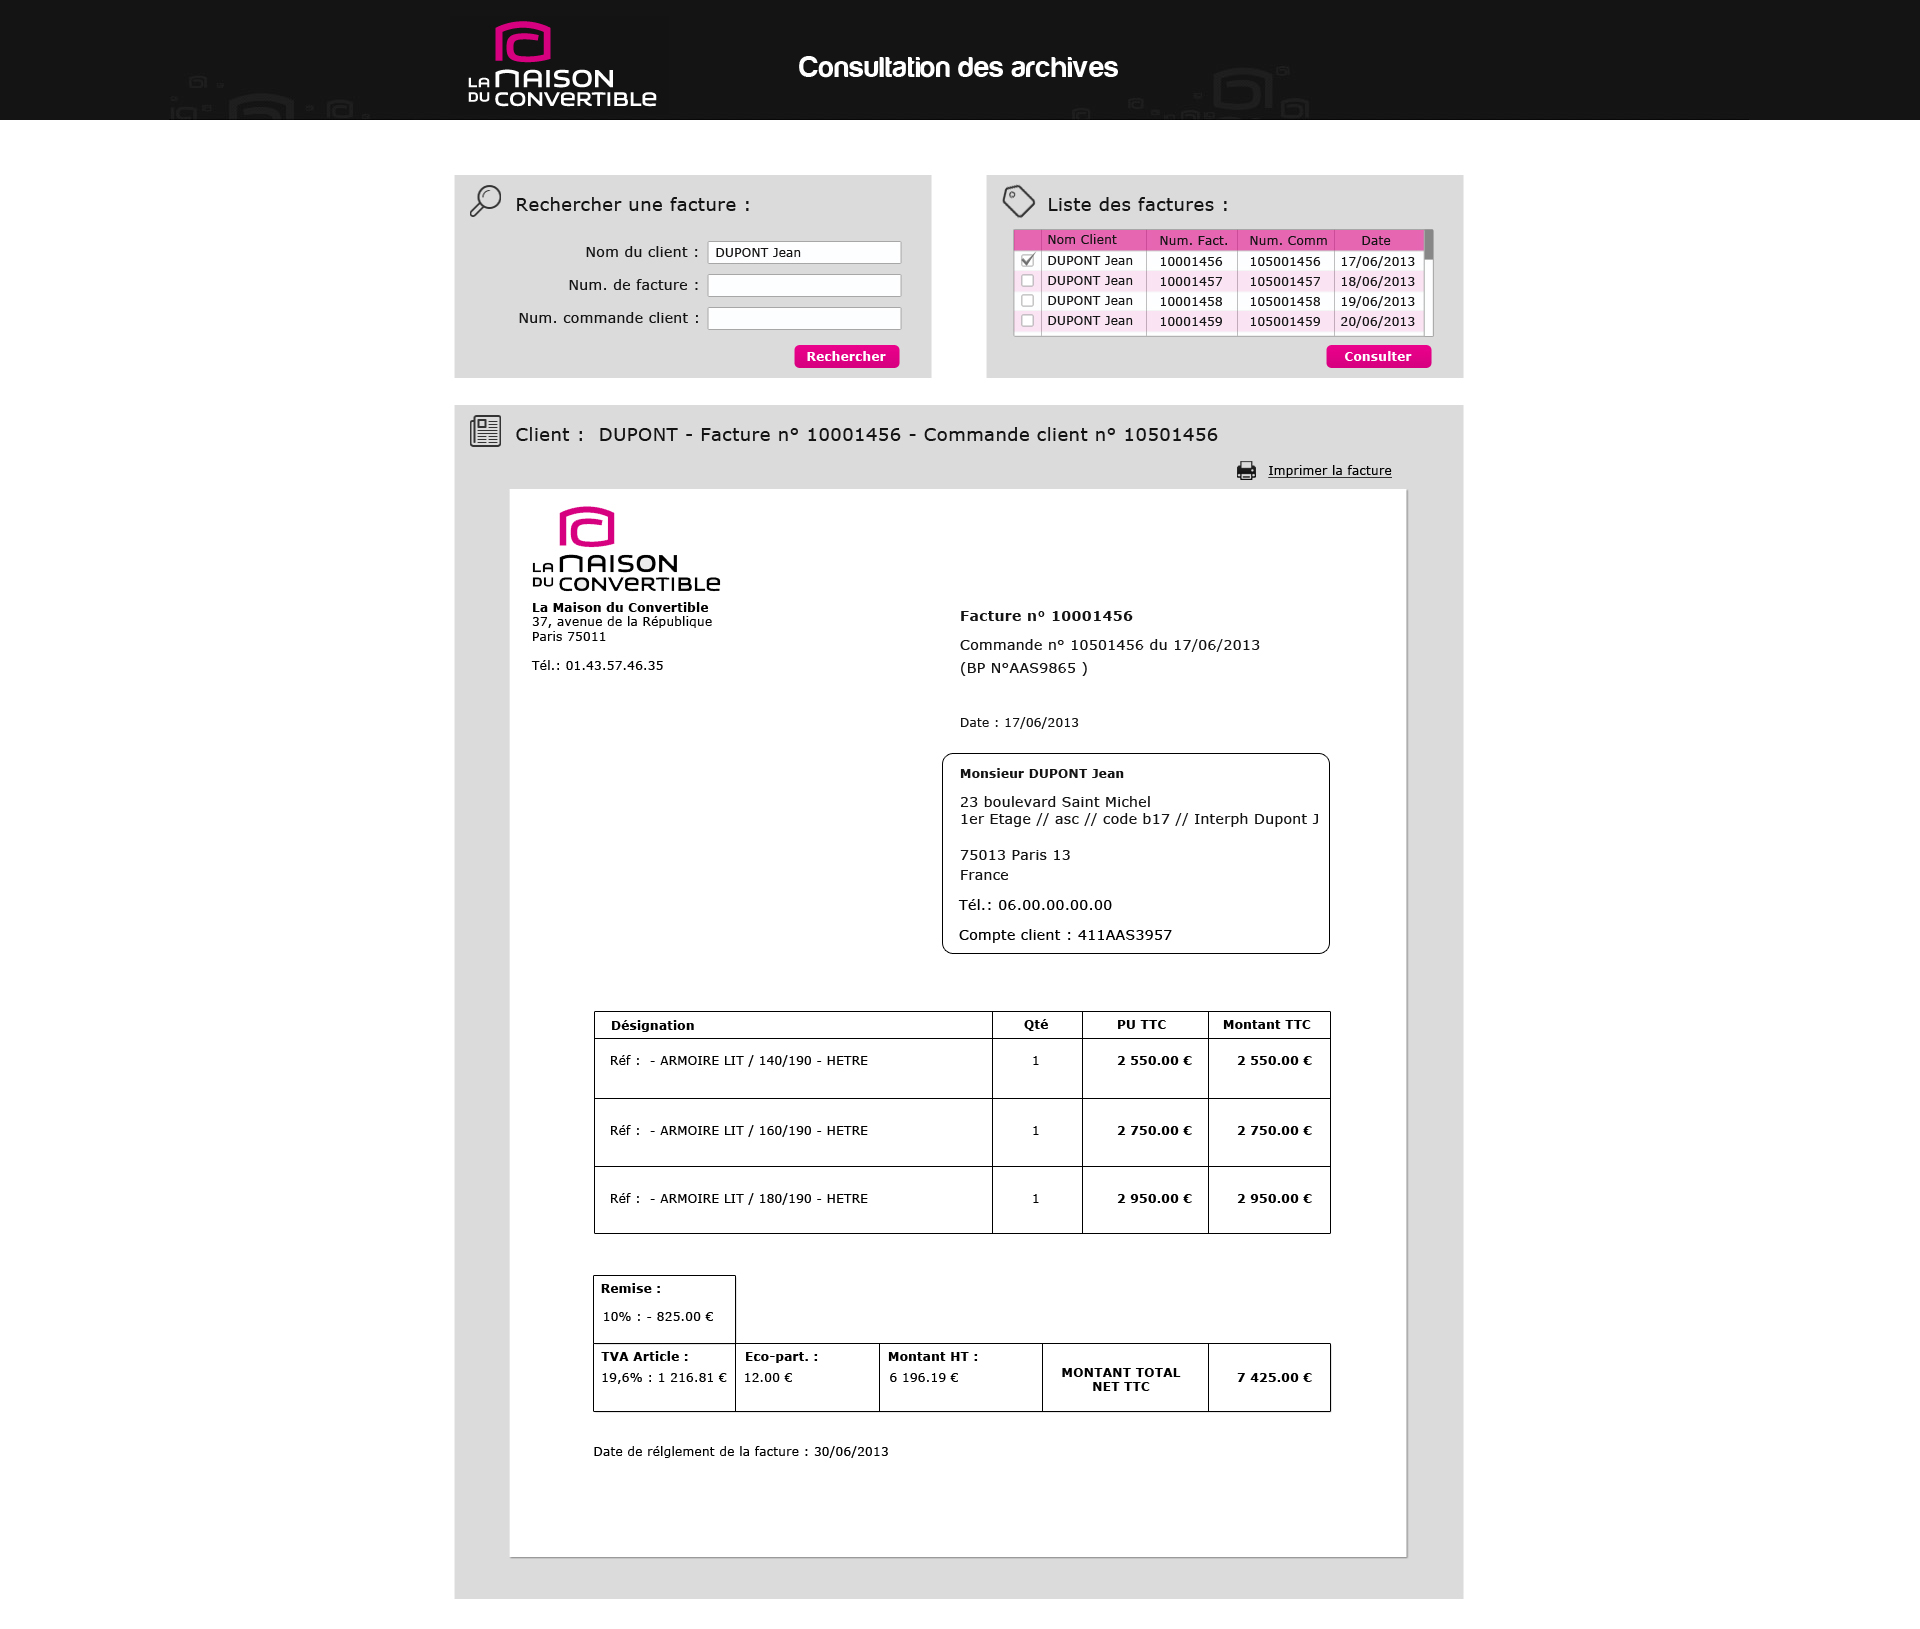 LA MAISON
DU CONVERTIBLE
Consultation des archives
Rechercher une facture :
Nom du client : DUPONT Jean
Num. de facture :
Num. commande client :
Rechercher
Liste des factures :
Nom Client Num. Fact. Num. Comm Date
DUPONT Jean 10001456 105001456 17/06/2013
DUPONT Jean 10001457 105001457 18/06/2013
DUPONT Jean 10001458 105001458 19/06/2013
DUPONT Jean 10001459 105001459 20/06/2013
Consulter
Client : DUPONT - Facture n° 10001456 - Commande client n° 10501456
Imprimer la facture
LA MAISON
DU CONVERTIBLE
La Maison du Convertible
37, avenue de la République
Paris 75011
Tél.: 01.43.57.46.35
Facture n° 10001456
Commande n° 10501456 du 17/06/2013
(BP N°AAS9865 )
Date : 17/06/2013
Monsieur DUPONT Jean
23 boulevard Saint Michel
1er Etage // asc // code b17 // Interph Dupont J
75013 Paris 13
France
Tél.: 06.00.00.00.00
Compte client : 411AAS3957
Désignation Qté PU TTC Montant TTC
Réf : - ARMOIRE LIT / 140/190 - HETRE 1 2 550.00 € 2 550.00 €
Réf : - ARMOIRE LIT / 160/190 - HETRE 1 2 750.00 € 2 750.00 €
Réf : - ARMOIRE LIT / 180/190 - HETRE 1 2 950.00 € 2 950.00 €
Remise :
10% : - 825.00 €
TVA Article : Eco-part. : Montant HT :
19,6% : 1 216.81 € 12.00 € 6 196.19 € MONTANT TOTAL 7 425.00 €
NET TTC
Date de rélglement de la facture : 30/06/2013